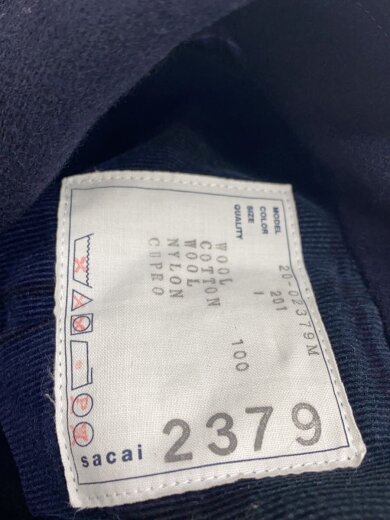 MODEL 20-02379M
COLOR 201
SIZE 1
QUALITY
WOOL 100
COTTON
WOOL
NYLON
CUPRO
sacai 2379